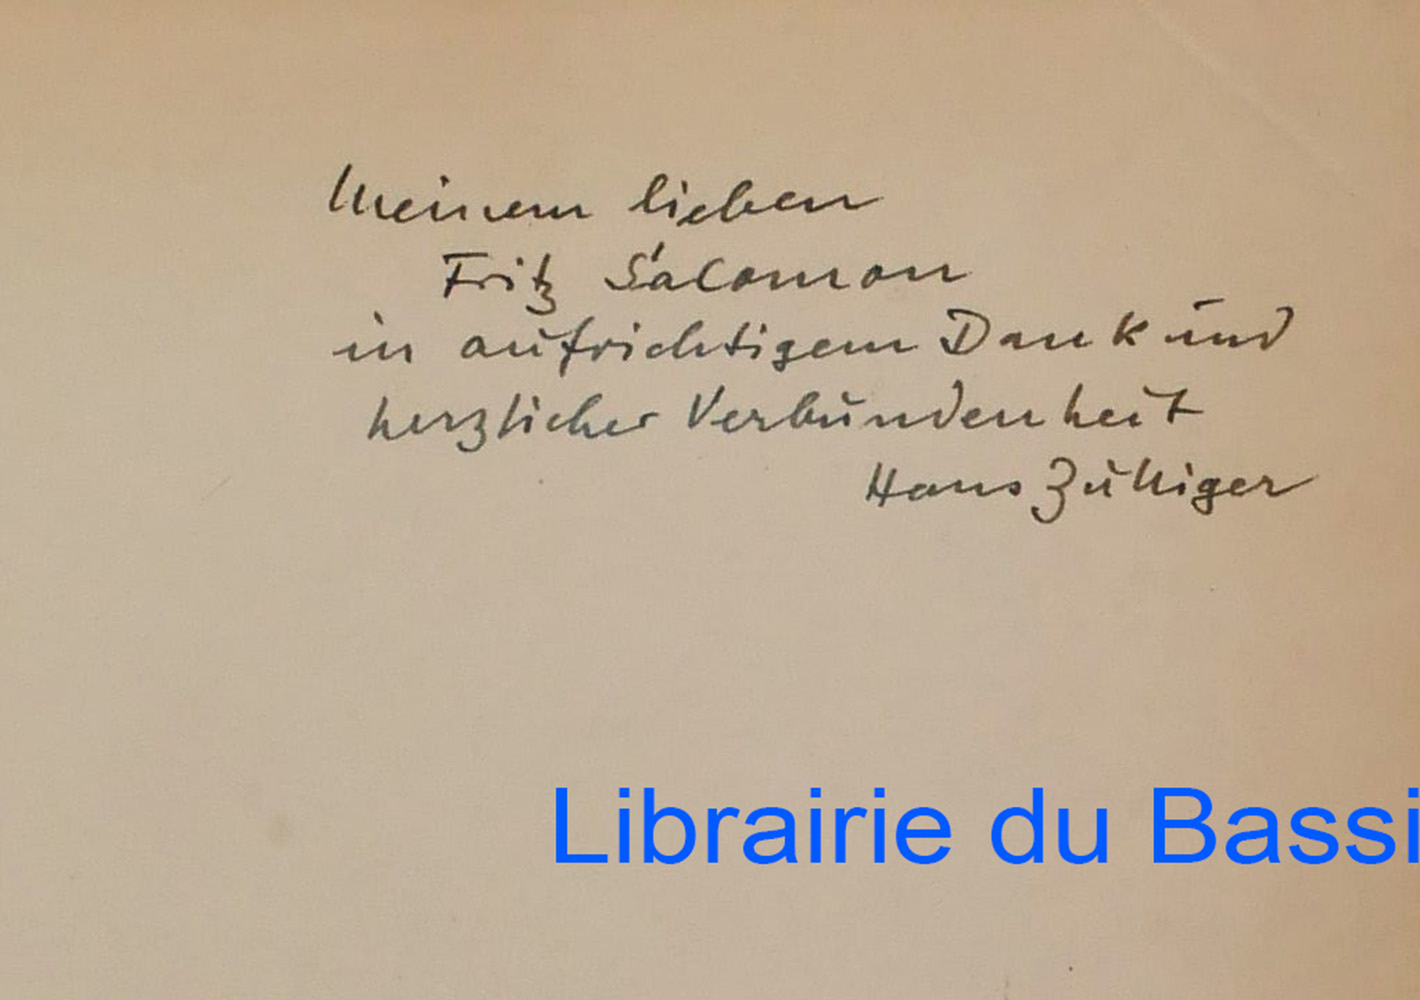 Meinem lieben
Fritz Salomon
in aufrichtigem Dank und
herzlicher Verbundenheit
Hans Zulliger
Librairie du Bassi